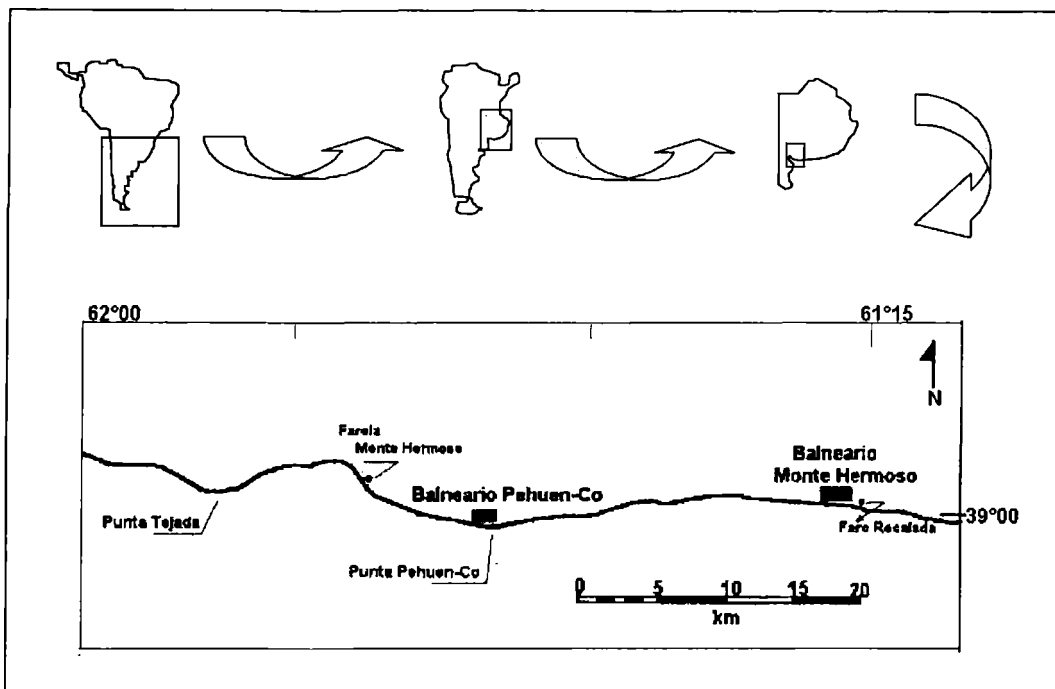 62°00
61°15
N
Farola
Monte Hermoso
Balneario
Monte Hermoso
Balneario Pehuen-Co
Punta Tejada
39°00
Faro Recalada
Punta Pehuen-Co
0 5 10 15 20
km